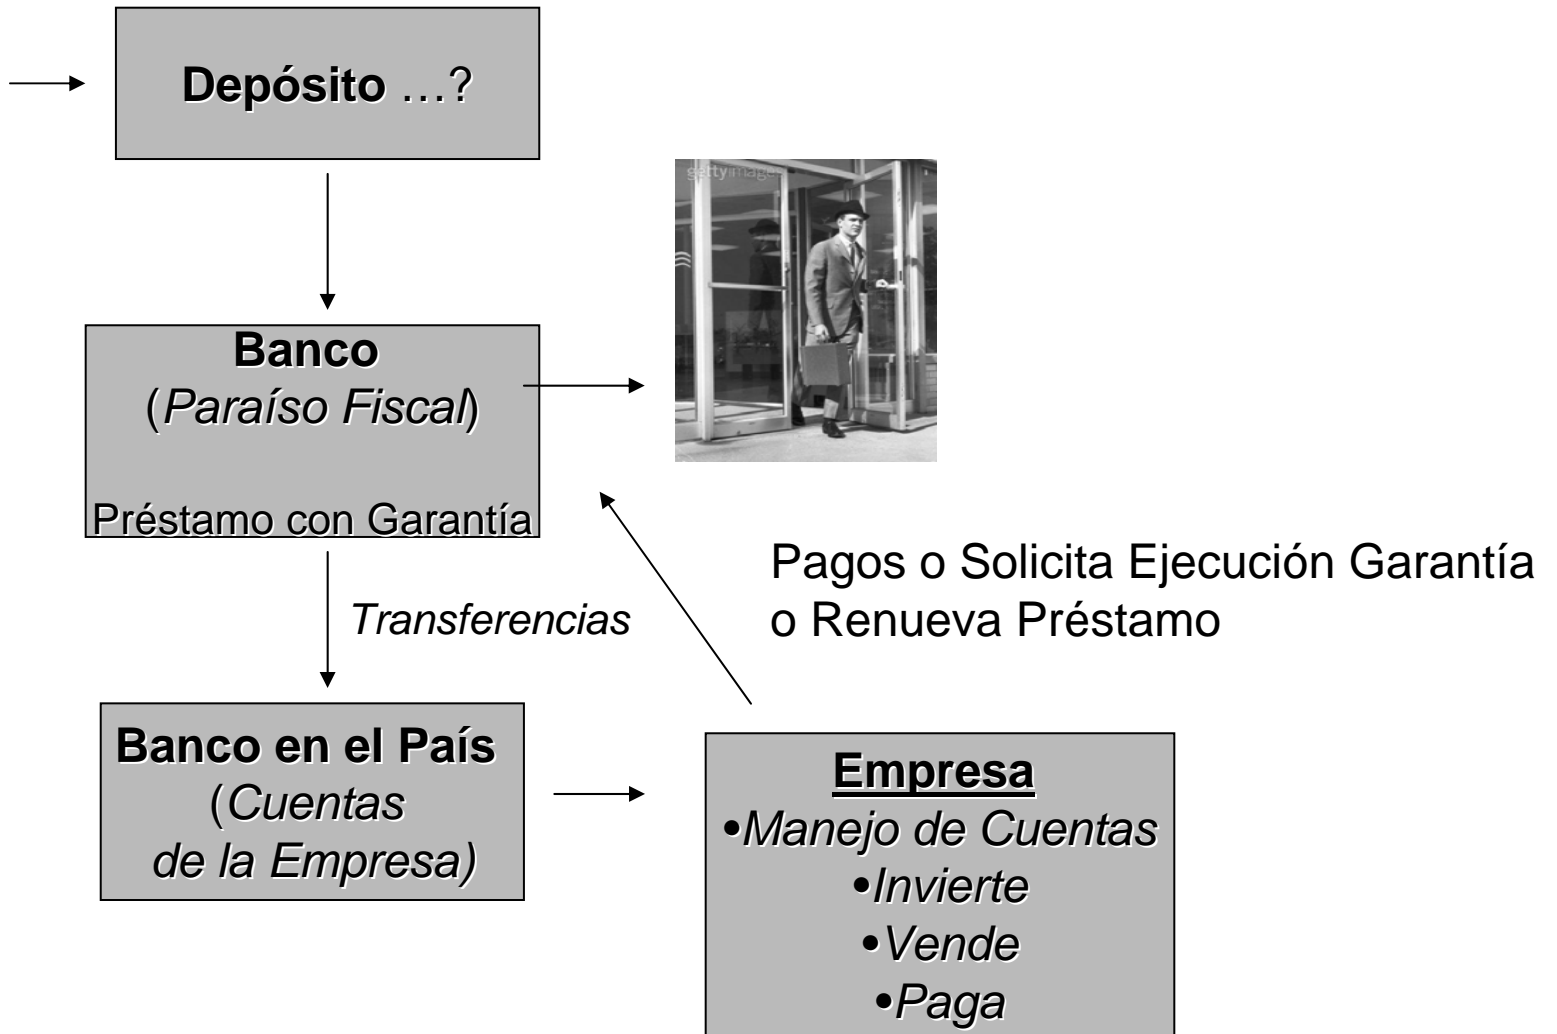 Depósito …?
gettyimages
Banco
(Paraíso Fiscal)
Préstamo con Garantía
Pagos o Solicita Ejecución Garantía
o Renueva Préstamo
Transferencias
Banco en el País
(Cuentas
de la Empresa)
Empresa
•Manejo de Cuentas
•Invierte
•Vende
•Paga